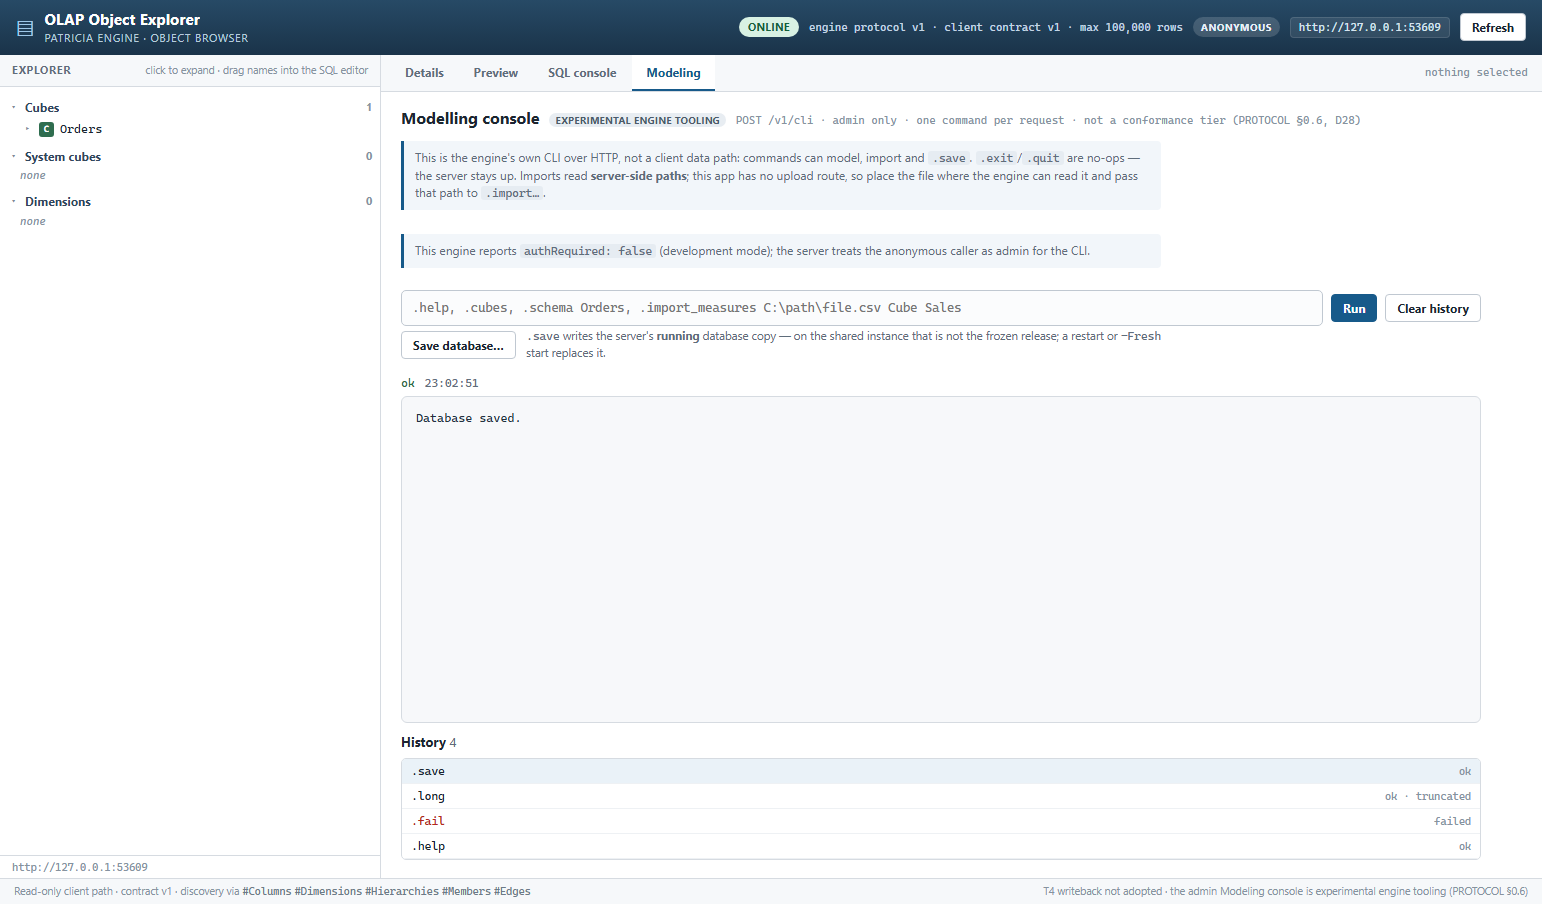 OLAP Object Explorer
PATRICIA ENGINE · OBJECT BROWSER
ONLINE engine protocol v1 · client contract v1 · max 100,000 rows ANONYMOUS http://127.0.0.1:53609 Refresh
EXPLORER click to expand · drag names into the SQL editor
Details Preview SQL console Modeling nothing selected
Cubes 1
C Orders
System cubes 0
none
Dimensions 0
none
Modelling console EXPERIMENTAL ENGINE TOOLING POST /v1/cli · admin only · one command per request · not a conformance tier (PROTOCOL §0.6, D28)
This is the engine's own CLI over HTTP, not a client data path: commands can model, import and .save. .exit/.quit are no-ops —
the server stays up. Imports read server-side paths; this app has no upload route, so place the file where the engine can read it and pass
that path to .import….
This engine reports authRequired: false (development mode); the server treats the anonymous caller as admin for the CLI.
.help, .cubes, .schema Orders, .import_measures C:\path\file.csv Cube Sales Run Clear history
Save database...
.save writes the server's running database copy — on the shared instance that is not the frozen release; a restart or -Fresh
start replaces it.
ok 23:02:51
Database saved.
History 4
.save ok
.long ok · truncated
.fail failed
.help ok
http://127.0.0.1:53609
Read-only client path · contract v1 · discovery via #Columns #Dimensions #Hierarchies #Members #Edges
T4 writeback not adopted · the admin Modeling console is experimental engine tooling (PROTOCOL §0.6)